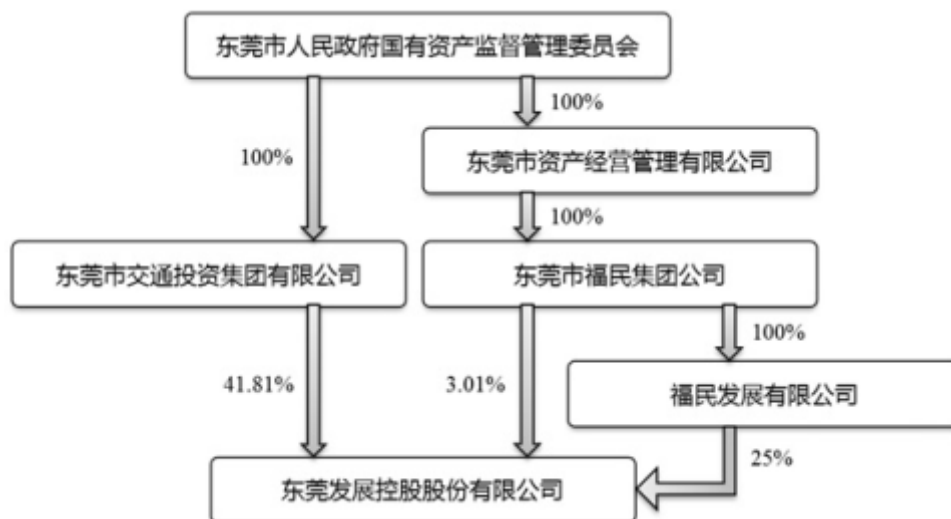 东莞市人民政府国有资产监督管理委员会
100%
100%
东莞市资产经营管理有限公司
100%
东莞市交通投资集团有限公司
东莞市福民集团公司
100%
41.81%
3.01%
福民发展有限公司
25%
东莞发展控股股份有限公司